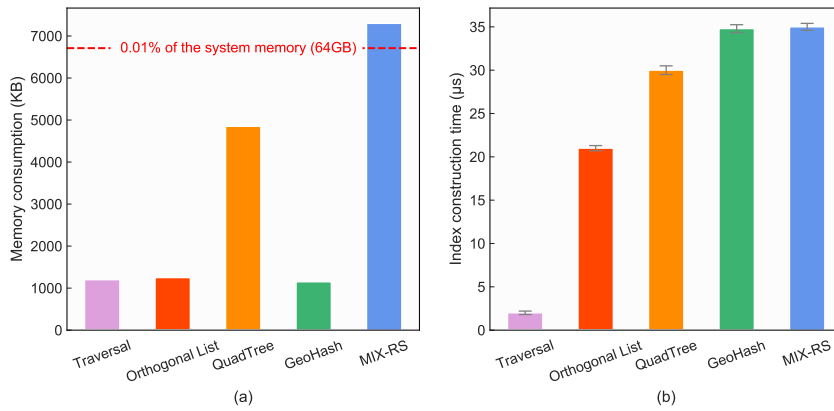 7000
6000
5000
4000
3000
2000
1000
0
Memory consumption (KB)
0.01% of the system memory (64GB)
Traversal
Orthogonal List
QuadTree
GeoHash
MIX-RS
(a)
35
30
25
20
15
10
5
0
Index construction time (μs)
Traversal
Orthogonal List
QuadTree
GeoHash
MIX-RS
(b)